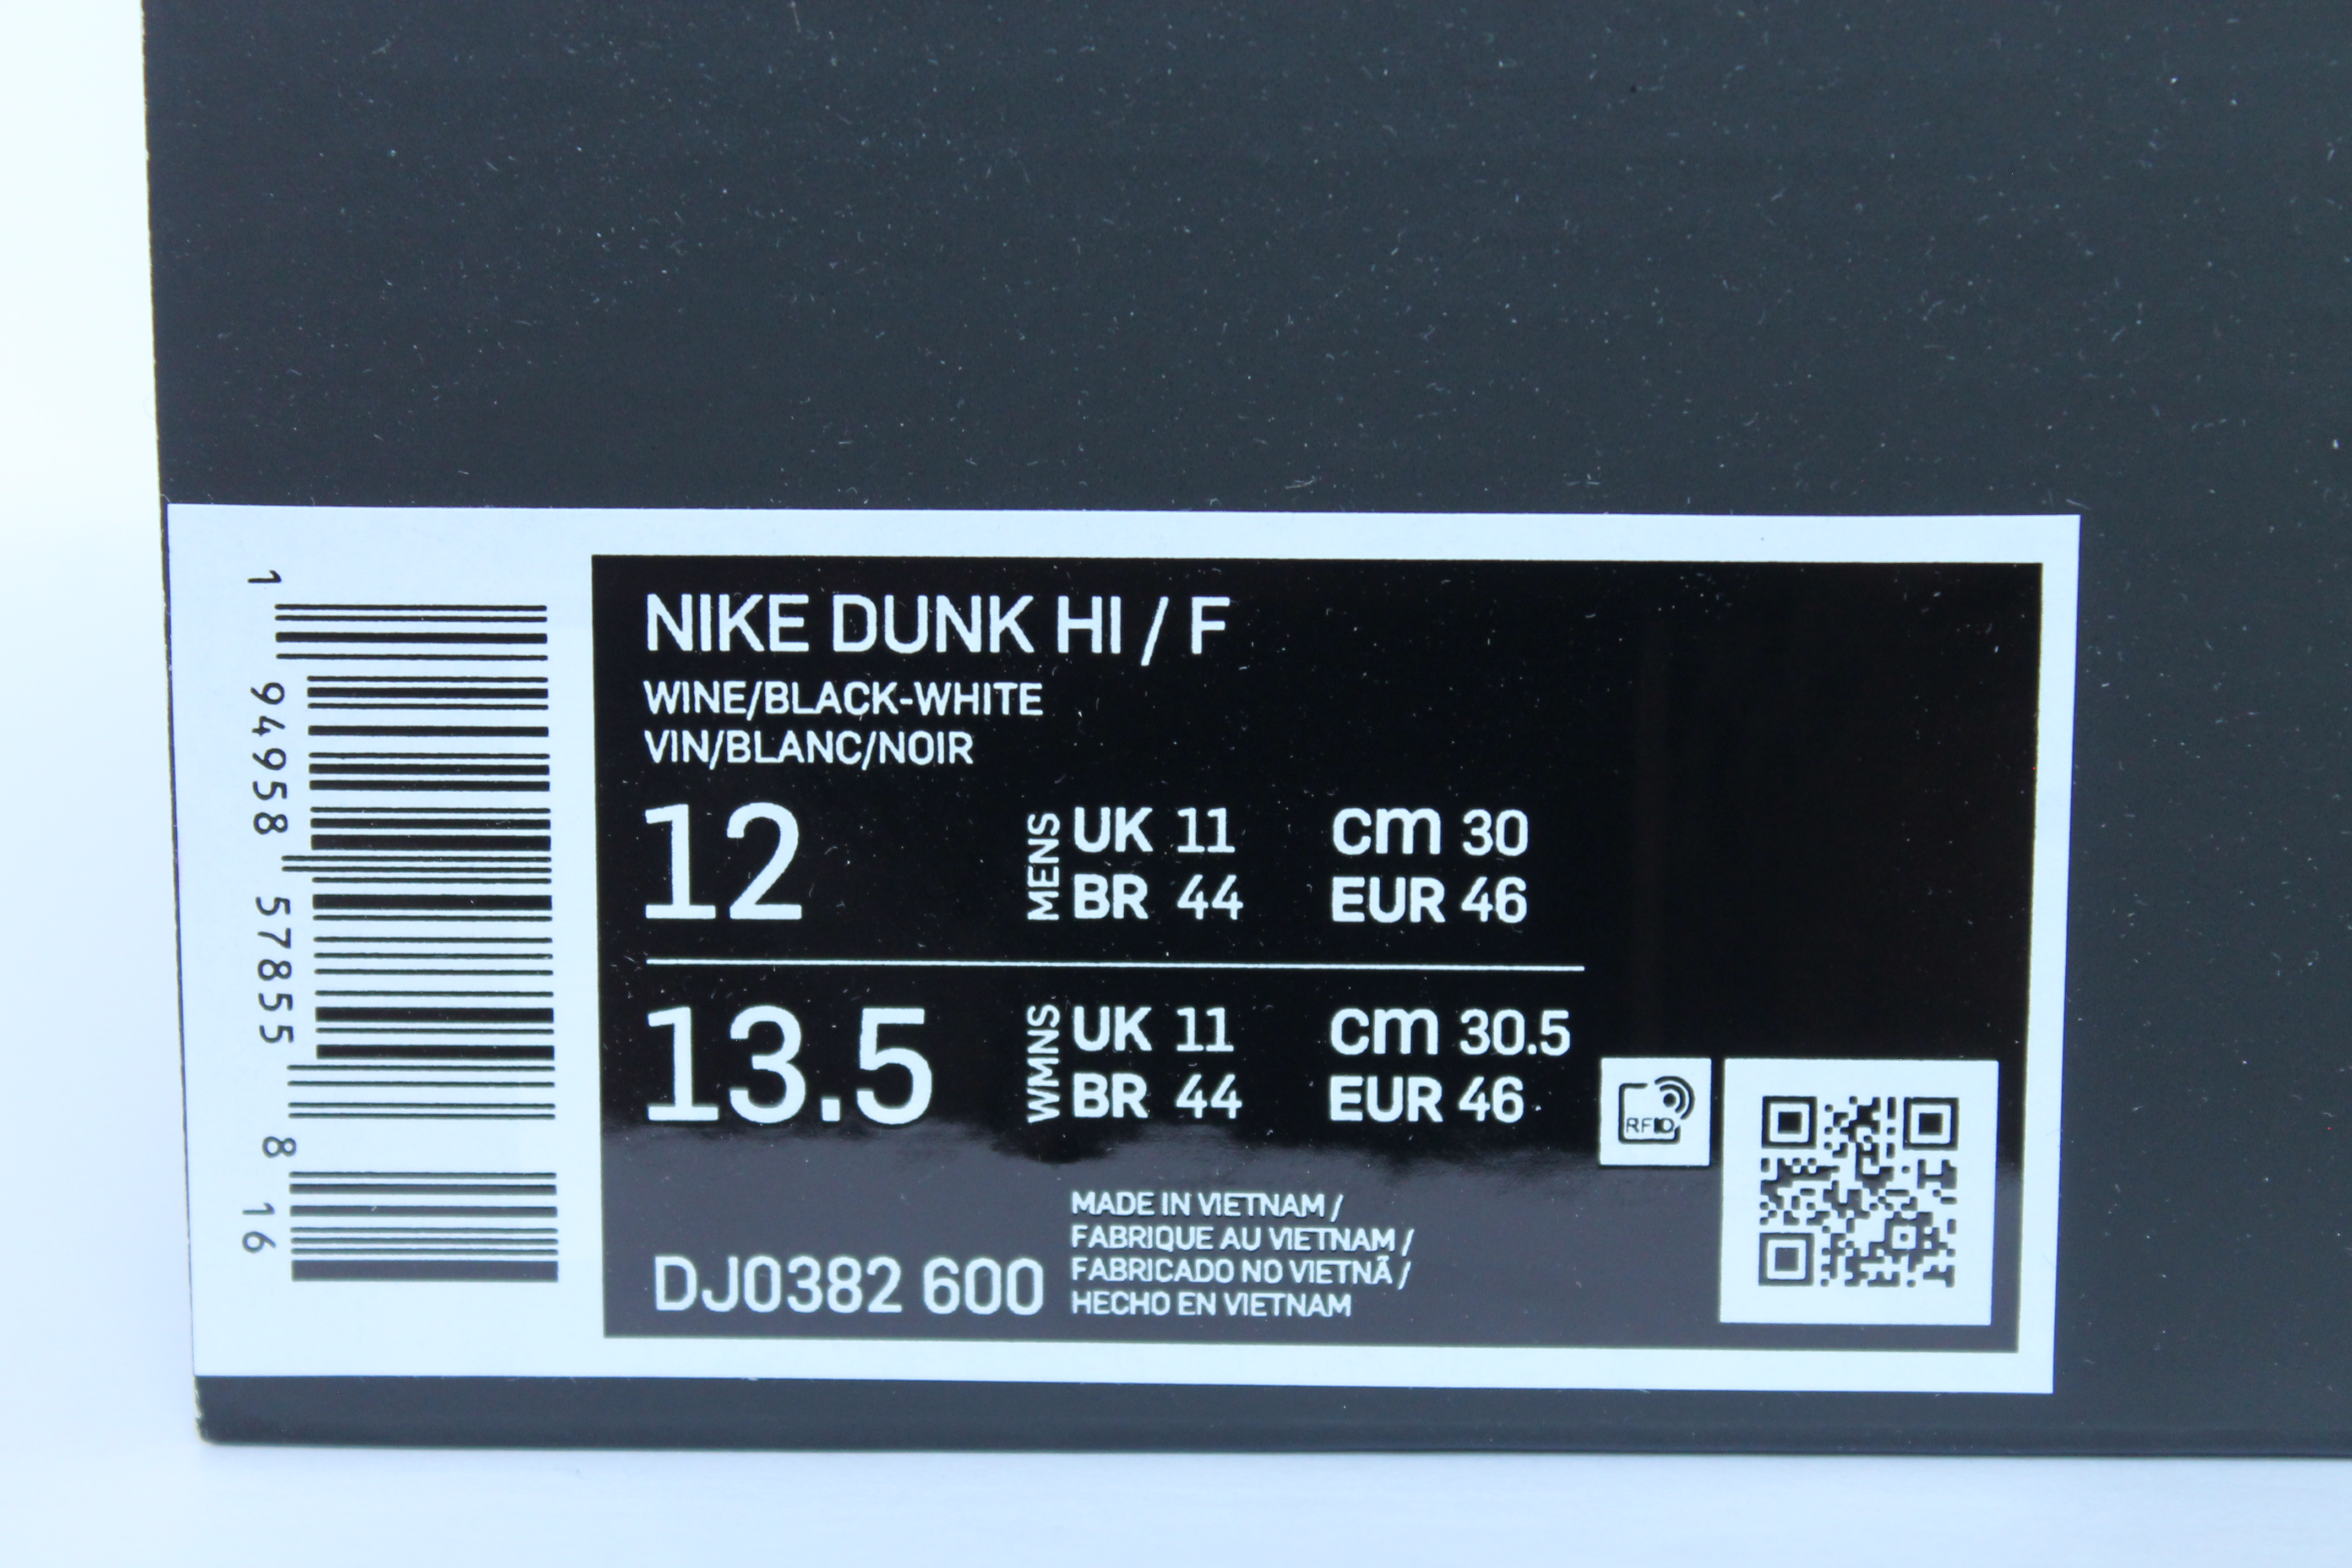 1 94958 57855 8 16
NIKE DUNK HI / F
WINE/BLACK-WHITE
VIN/BLANC/NOIR
12 MENS UK 11 cm 30
BR 44 EUR 46
13.5 WMNS UK 11 cm 30.5
BR 44 EUR 46
RFID
MADE IN VIETNAM /
FABRIQUE AU VIETNAM /
FABRICADO NO VIETNÃ /
HECHO EN VIETNAM
DJ0382 600